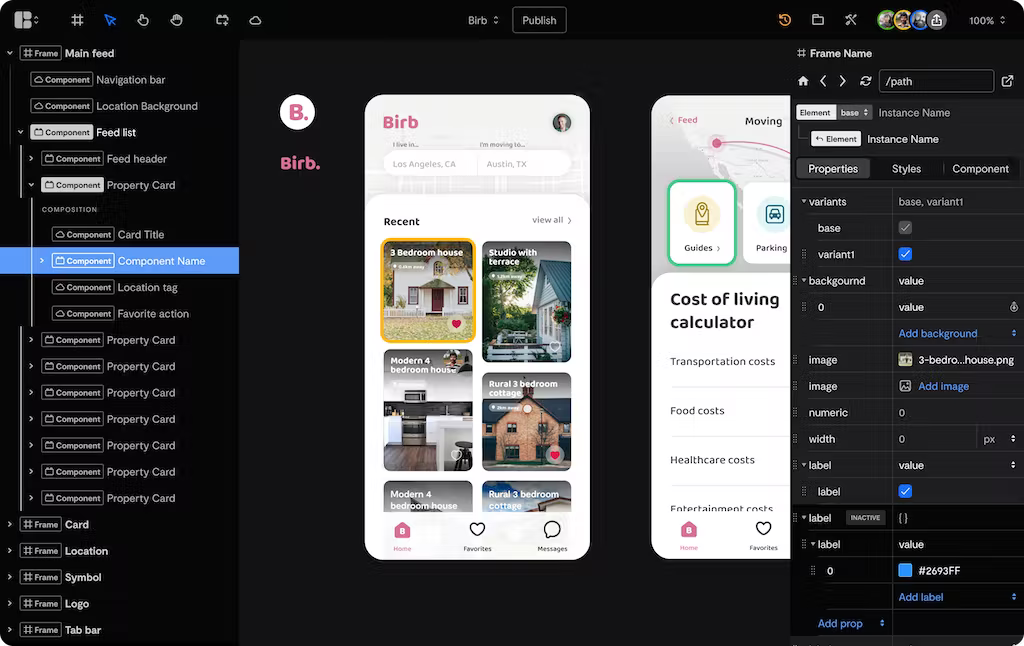 Birb
Publish
100%
Frame Main feed
Component Navigation bar
Component Location Background
Component Feed list
Component Feed header
Component Property Card
COMPOSITION
Component Card Title
Component Component Name
Component Location tag
Component Favorite action
Component Property Card
Component Property Card
Component Property Card
Component Property Card
Component Property Card
Component Property Card
Component Property Card
Frame Card
Frame Location
Frame Symbol
Frame Logo
Frame Tab bar
B.
Birb.
Birb
I live in...
I'm moving to...
Los Angeles, CA
Austin, TX
Recent
view all
3 Bedroom house
Studio with
terrace
Modern 4
bedroom house
Rural 3 bedroom
cottage
2km away
Modern 4
bedroom house
Rural 3 bedroom
cottage
B
Home
Favorites
Messages
Feed
Moving
Guides
Parking
Cost of living
calculator
Transportation costs
Food costs
Healthcare costs
Entertainment costs
B
Home
Favorites
Frame Name
/path
Element base Instance Name
Element Instance Name
Properties
Styles
Component
variants base, variant1
base
variant1
backgournd value
0 value
Add background
image 3-bedro...house.png
image Add image
numeric 0
width 0 px
label value
label
label INACTIVE {}
label value
0 #2693FF
Add label
Add prop